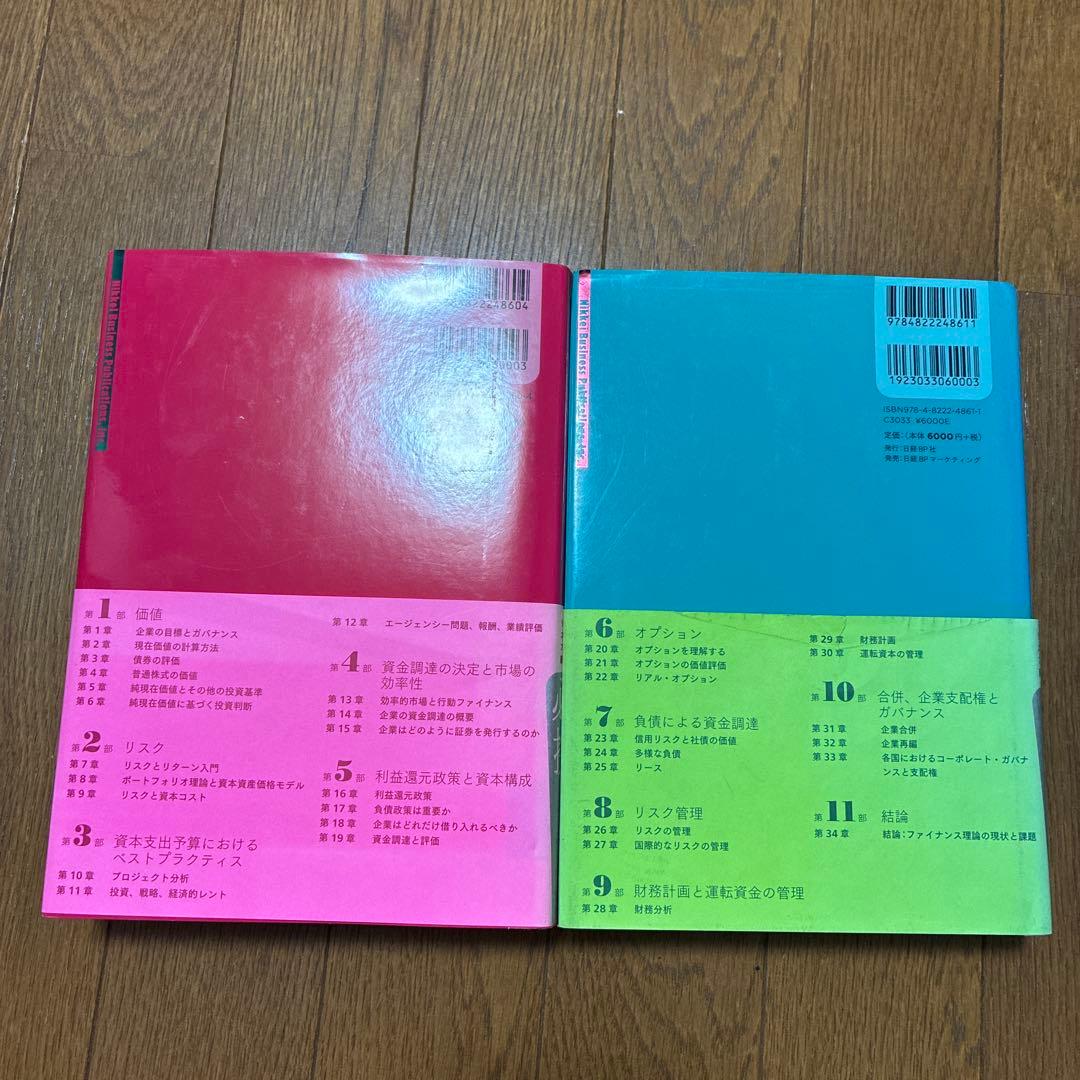 Nikkei Business Publications, Inc.
22248604
30003
4
第1部 価値
第1章 企業の目標とガバナンス
第2章 現在価値の計算方法
第3章 債券の評価
第4章 普通株式の価値
第5章 純現在価値とその他の投資基準
第6章 純現在価値に基づく投資判断
第2部 リスク
第7章 リスクとリターン入門
第8章 ポートフォリオ理論と資本資産価格モデル
第9章 リスクと資本コスト
第3部 資本支出予算における
ベストプラクティス
第10章 プロジェクト分析
第11章 投資、戦略、経済的レント
第12章 エージェンシー問題、報酬、業績評価
第4部 資金調達の決定と市場の
効率性
第13章 効率的市場と行動ファイナンス
第14章 企業の資金調達の概要
第15章 企業はどのように証券を発行するのか
第5部 利益還元政策と資本構成
第16章 利益還元政策
第17章 負債政策は重要か
第18章 企業はどれだけ借り入れるべきか
第19章 資金調達と評価
Nikkei Business Publications, Inc.
9784822248611
1923033060003
ISBN978-4-8222-4861-1
C3033 ¥6000E
定価：（本体6000円＋税）
発行：日経BP社
発売：日経BPマーケティング
第6部 オプション
第20章 オプションを理解する
第21章 オプションの価値評価
第22章 リアル・オプション
第7部 負債による資金調達
第23章 信用リスクと社債の価値
第24章 多様な負債
第25章 リース
第8部 リスク管理
第26章 リスクの管理
第27章 国際的なリスクの管理
第9部 財務計画と運転資金の管理
第28章 財務分析
第29章 財務計画
第30章 運転資本の管理
第10部 合併、企業支配権と
ガバナンス
第31章 企業合併
第32章 企業再編
第33章 各国におけるコーポレート・ガバナ
ンスと支配権
第11部 結論
第34章 結論：ファイナンス理論の現状と課題